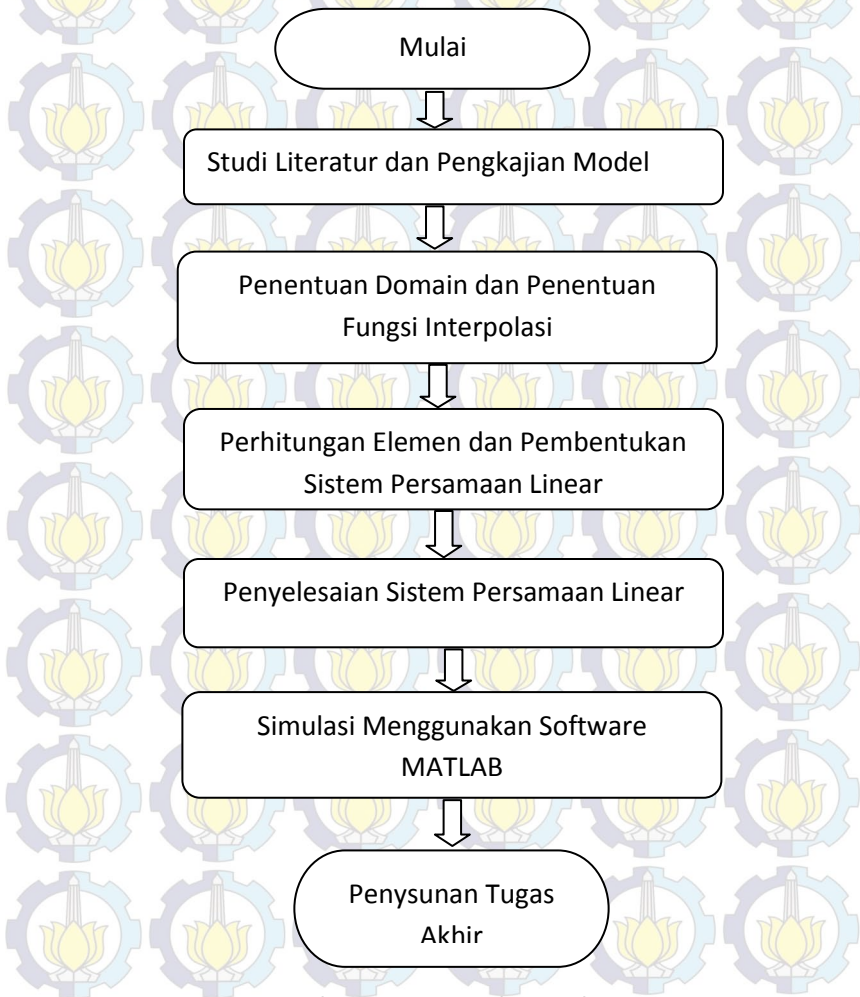 Mulai
Studi Literatur dan Pengkajian Model
Penentuan Domain dan Penentuan
Fungsi Interpolasi
Perhitungan Elemen dan Pembentukan
Sistem Persamaan Linear
Penyelesaian Sistem Persamaan Linear
Simulasi Menggunakan Software
MATLAB
Penysunan Tugas
Akhir